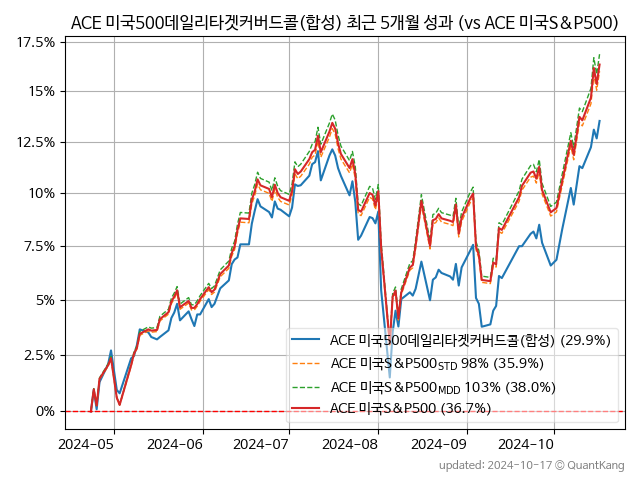 ACE 미국500데일리타겟커버드콜(합성) 최근 5개월 성과 (vs ACE 미국S&P500)
17.5%
15%
12.5%
10%
7.5%
5%
2.5%
0%
ACE 미국500데일리타겟커버드콜(합성) (29.9%)
ACE 미국S&P500STD 98% (35.9%)
ACE 미국S&P500MDD 103% (38.0%)
ACE 미국S&P500 (36.7%)
2024-05 2024-06 2024-07 2024-08 2024-09 2024-10
updated: 2024-10-17 © QuantKang